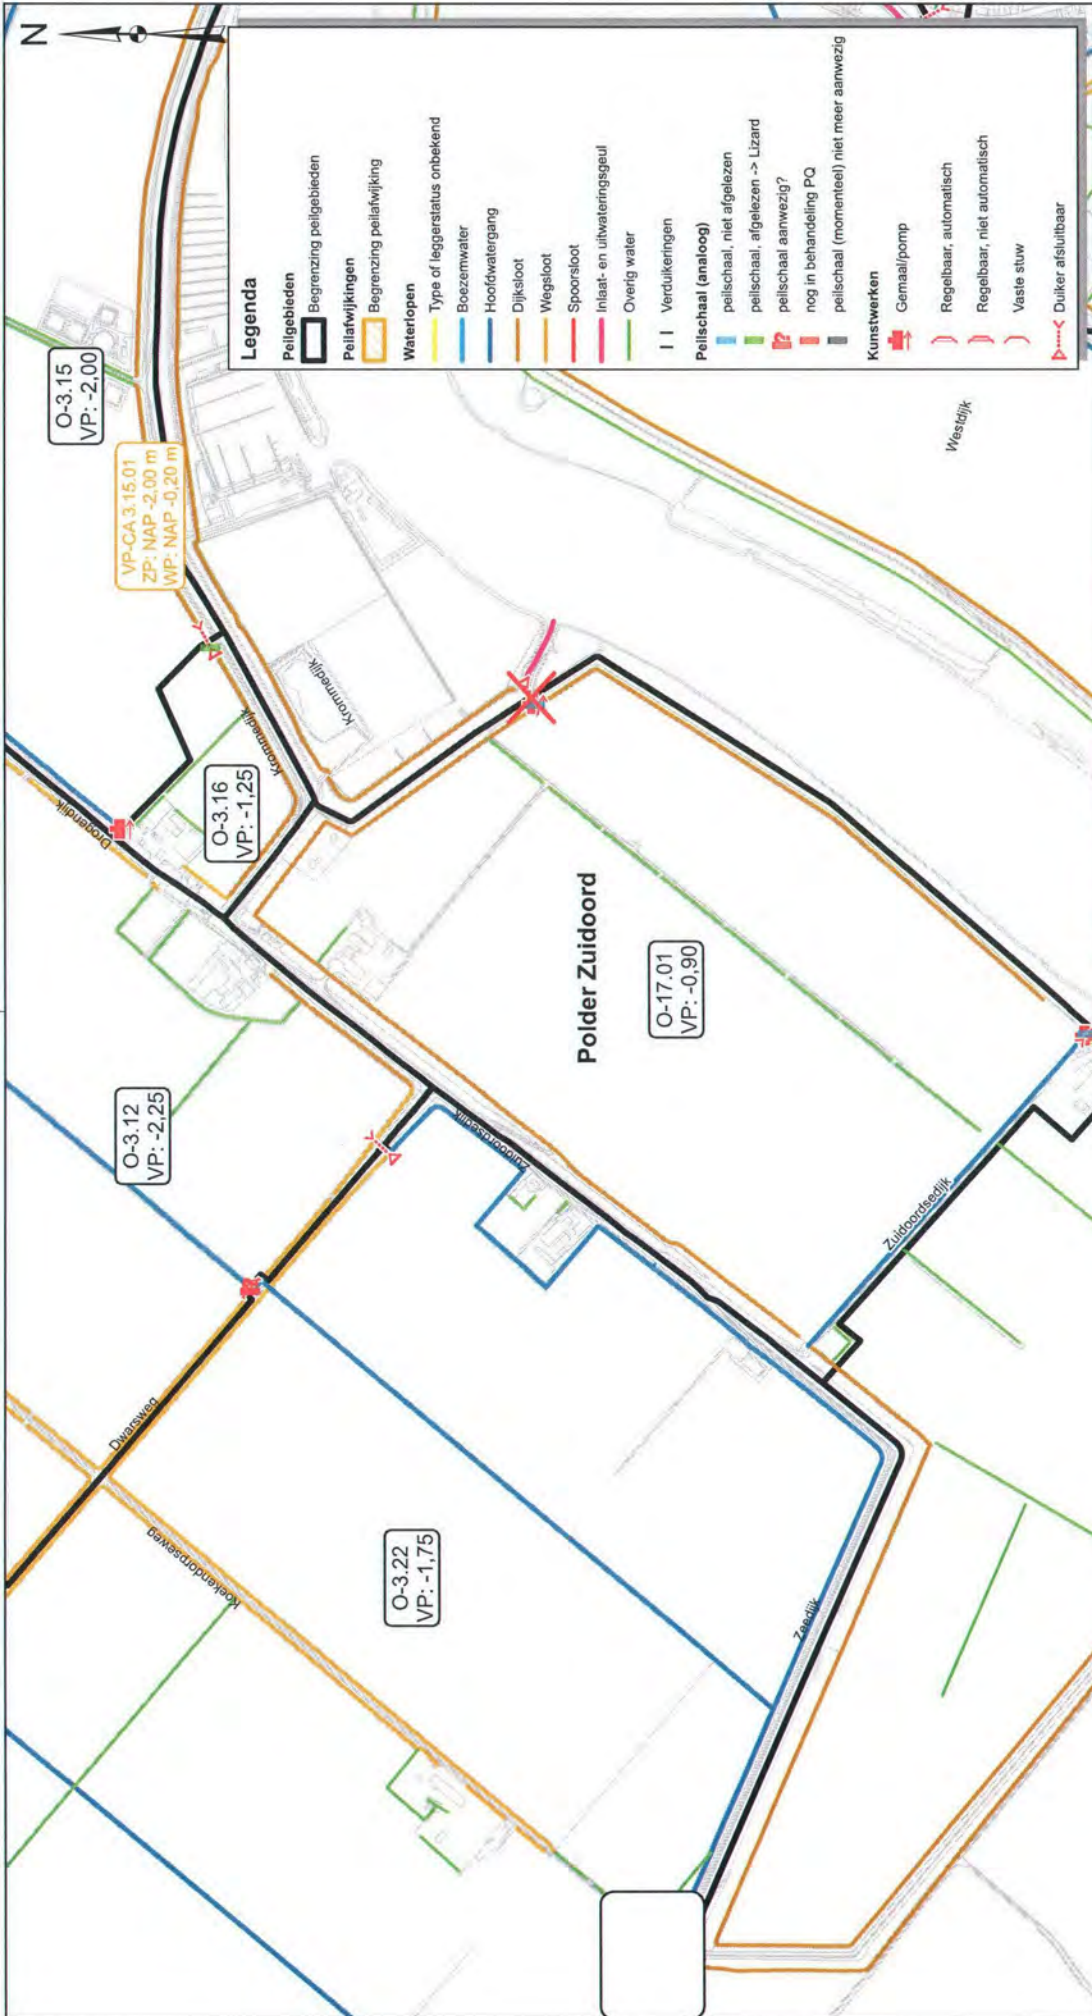 N
Legenda
Peilgebieden
Begrenzing peilgebieden
Peilafwijkingen
Begrenzing peilafwijking
Waterlopen
Type of leggerstatus onbekend
Boezemwater
Hoofdwatergang
Dijksloot
Wegsloot
Spoorsloot
Inlaat- en uitwateringsgeul
Overig water
Verduikeringen
Peilschaal (analoog)
peilschaal, niet afgelezen
peilschaal, afgelezen -> Lizard
peilschaal aanwezig?
nog in behandeling PQ
peilschaal (momenteel) niet meer aanwezig
Kunstwerken
Gemaal/pomp
Regelbaar, automatisch
Regelbaar, niet automatisch
Vaste stuw
Duiker afsluitbaar
O-3.15
VP: -2,00
VP-CA 3.15.01
ZP: NAP -2,00 m
WP: NAP -0,20 m
Krommedijk
Krommedijk
Drogendijk
O-3.16
VP: -1,25
Westdijk
Polder Zuidoord
O-17.01
VP: -0,90
O-3.12
VP: -2,25
Zuidoordsedijk
Zuidoordsedijk
Dwarsweg
Koekendorpseweg
O-3.22
VP: -1,75
Zeedijk